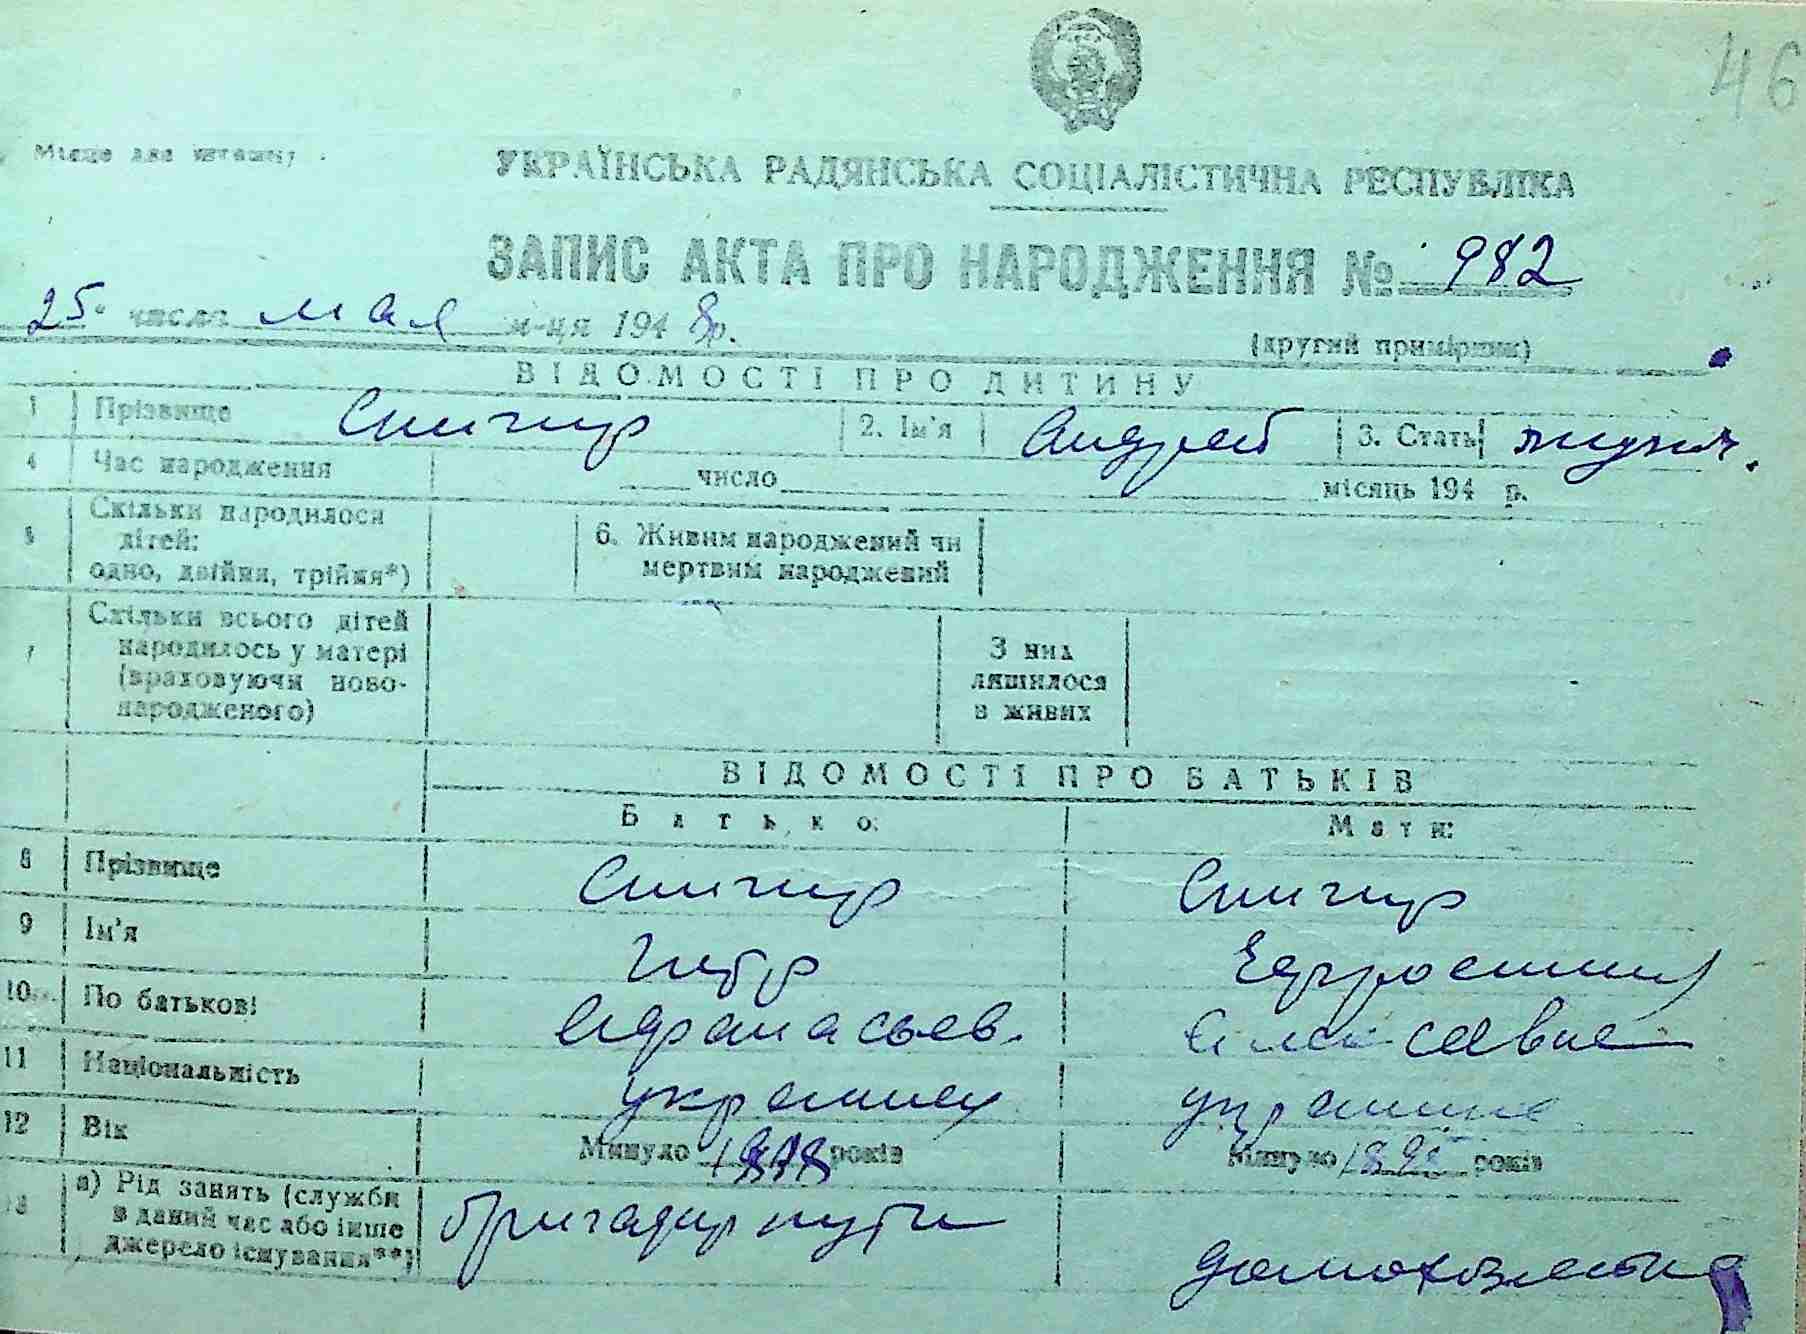 46
Місце для штампу
УКРАЇНСЬКА РАДЯНСЬКА СОЦІАЛІСТИЧНА РЕСПУБЛІКА
ЗАПИС АКТА ПРО НАРОДЖЕННЯ № 982
25 числа мая м-ця 1948 р.
(другий примірник)
ВІДОМОСТІ ПРО ДИТИНУ
1 Прізвище Снигир 2. Ім'я Андрей 3. Стать мужск.
4 Час народження число місяць 194 р.
5 Скільки народилося
дітей:
одно, двійня, трійня*)
6. Живим народжений чи
мертвим народжений
7 Скільки всього дітей
народилось у матері
(враховуючи ново-
народженого)
З них
лишилося
в живих
ВІДОМОСТІ ПРО БАТЬКІВ
Батько: Мати:
8 Прізвище Снигир Снигир
9 Ім'я Петр Ефросиния
10 По батькові Афанасьев. Елисеевна
11 Національність украинец украинка
12 Вік Минуло років Минуло років
13 а) Рід занять (служби
в даний час або інше
джерело існування**)
бригадир пути домохозяйка